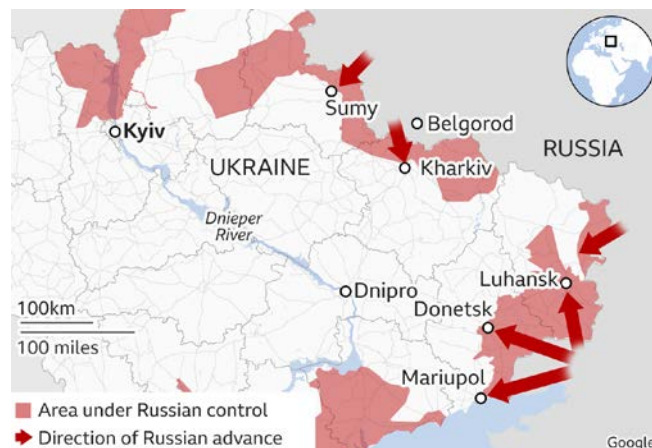 Sumy
Belgorod
Kyiv
UKRAINE
Kharkiv
RUSSIA
Dnieper
River
Luhansk
Dnipro
Donetsk
100km
100 miles
Mariupol
Area under Russian control
Direction of Russian advance
Google